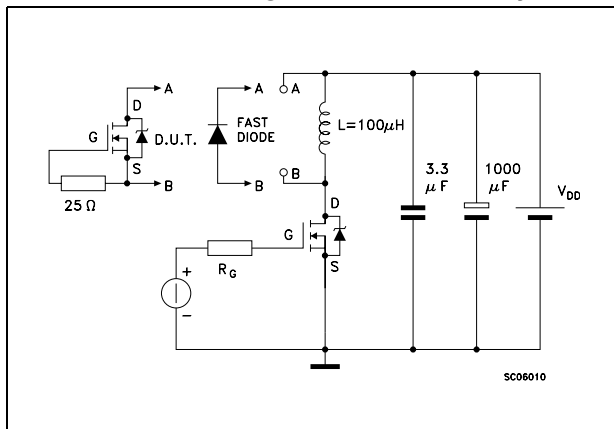 A A A
D
G D.U.T. FAST DIODE L=100μH
S
B B B
25 Ω
3.3 μF
1000 μF
VDD
D
G
S
RG
+
-
SC06010